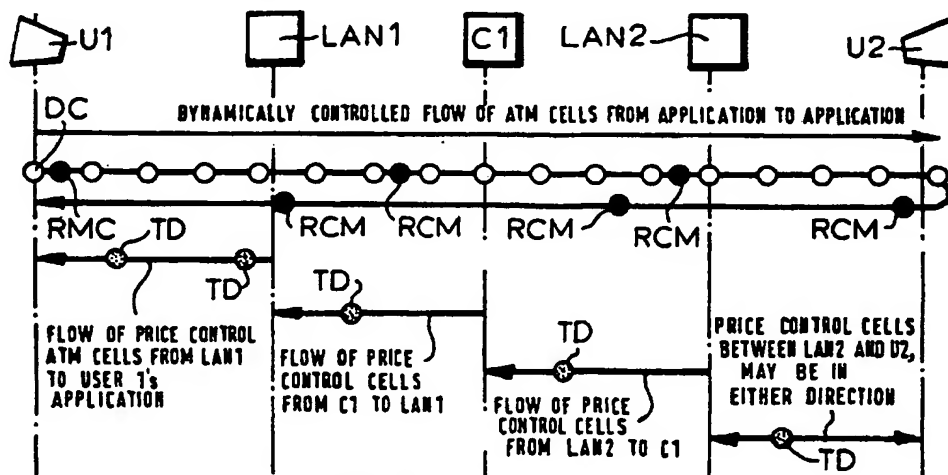 U1
LAN1
C1
LAN2
U2
DC
DYNAMICALLY CONTROLLED FLOW OF ATM CELLS FROM APPLICATION TO APPLICATION
RMC
RCM
RCM
RCM
RCM
RCM
TD
TD
FLOW OF PRICE CONTROL
ATM CELLS FROM LAN1
TO USER 1's
APPLICATION
TD
FLOW OF PRICE
CONTROL CELLS
FROM C1 TO LAN1
TD
FLOW OF PRICE
CONTROL CELLS
FROM LAN2 TO C1
PRICE CONTROL CELLS
BETWEEN LAN2 AND U2,
MAY BE IN
EITHER DIRECTION
TD